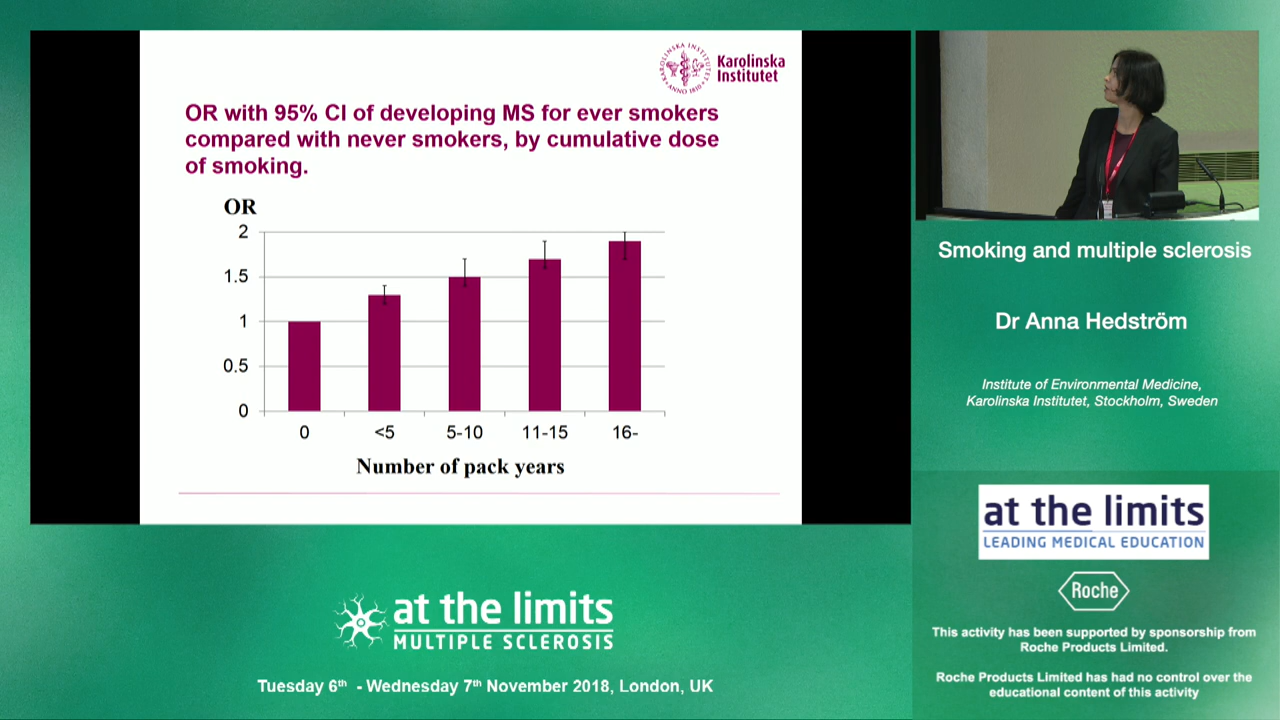 Karolinska
Institutet
KAROLINSKA INSTITUTET
ANNO 1810
OR with 95% CI of developing MS for ever smokers
compared with never smokers, by cumulative dose
of smoking.
OR
2
1.5
1
0.5
0
0 <5 5-10 11-15 16-
Number of pack years
Smoking and multiple sclerosis
Dr Anna Hedström
Institute of Environmental Medicine,
Karolinska Institutet, Stockholm, Sweden
at the limits
LEADING MEDICAL EDUCATION
Roche
This activity has been supported by sponsorship from
Roche Products Limited.
Roche Products Limited has had no control over the
educational content of this activity
at the limits
MULTIPLE SCLEROSIS
Tuesday 6th - Wednesday 7th November 2018, London, UK